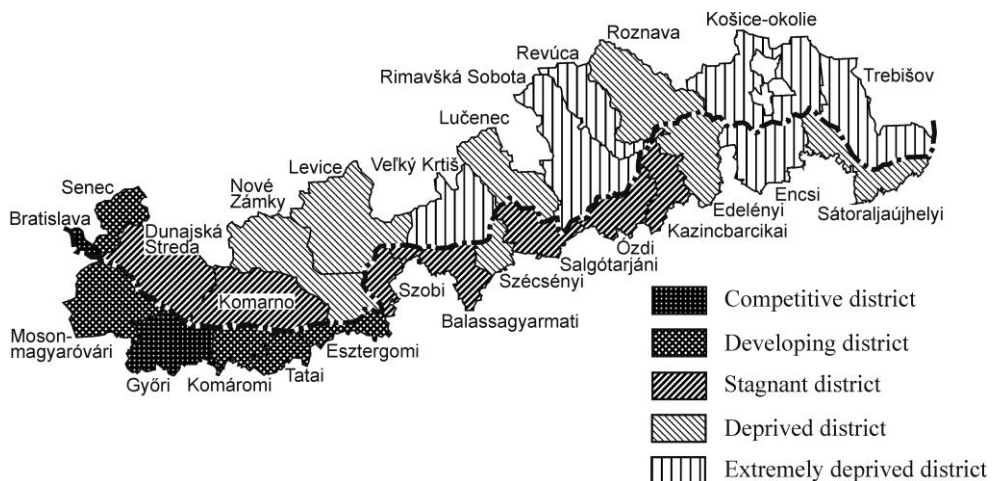 Košice-okolie
Roznava
Revúca
Trebišov
Rimavšká Sobota
Lučenec
Levice
Veľký Krtiš
Nové
Zámky
Senec
Bratislava
Dunajská
Streda
Komarno
Encsi
Edelényi
Sátoraljaújhelyi
Kazincbarcikai
Ózdi
Salgótarjáni
Szécsényi
Szobi
Balassagyarmati
Moson-
magyaróvári
Esztergomi
Tatai
Győri
Komáromi
Competitive district
Developing district
Stagnant district
Deprived district
Extremely deprived district